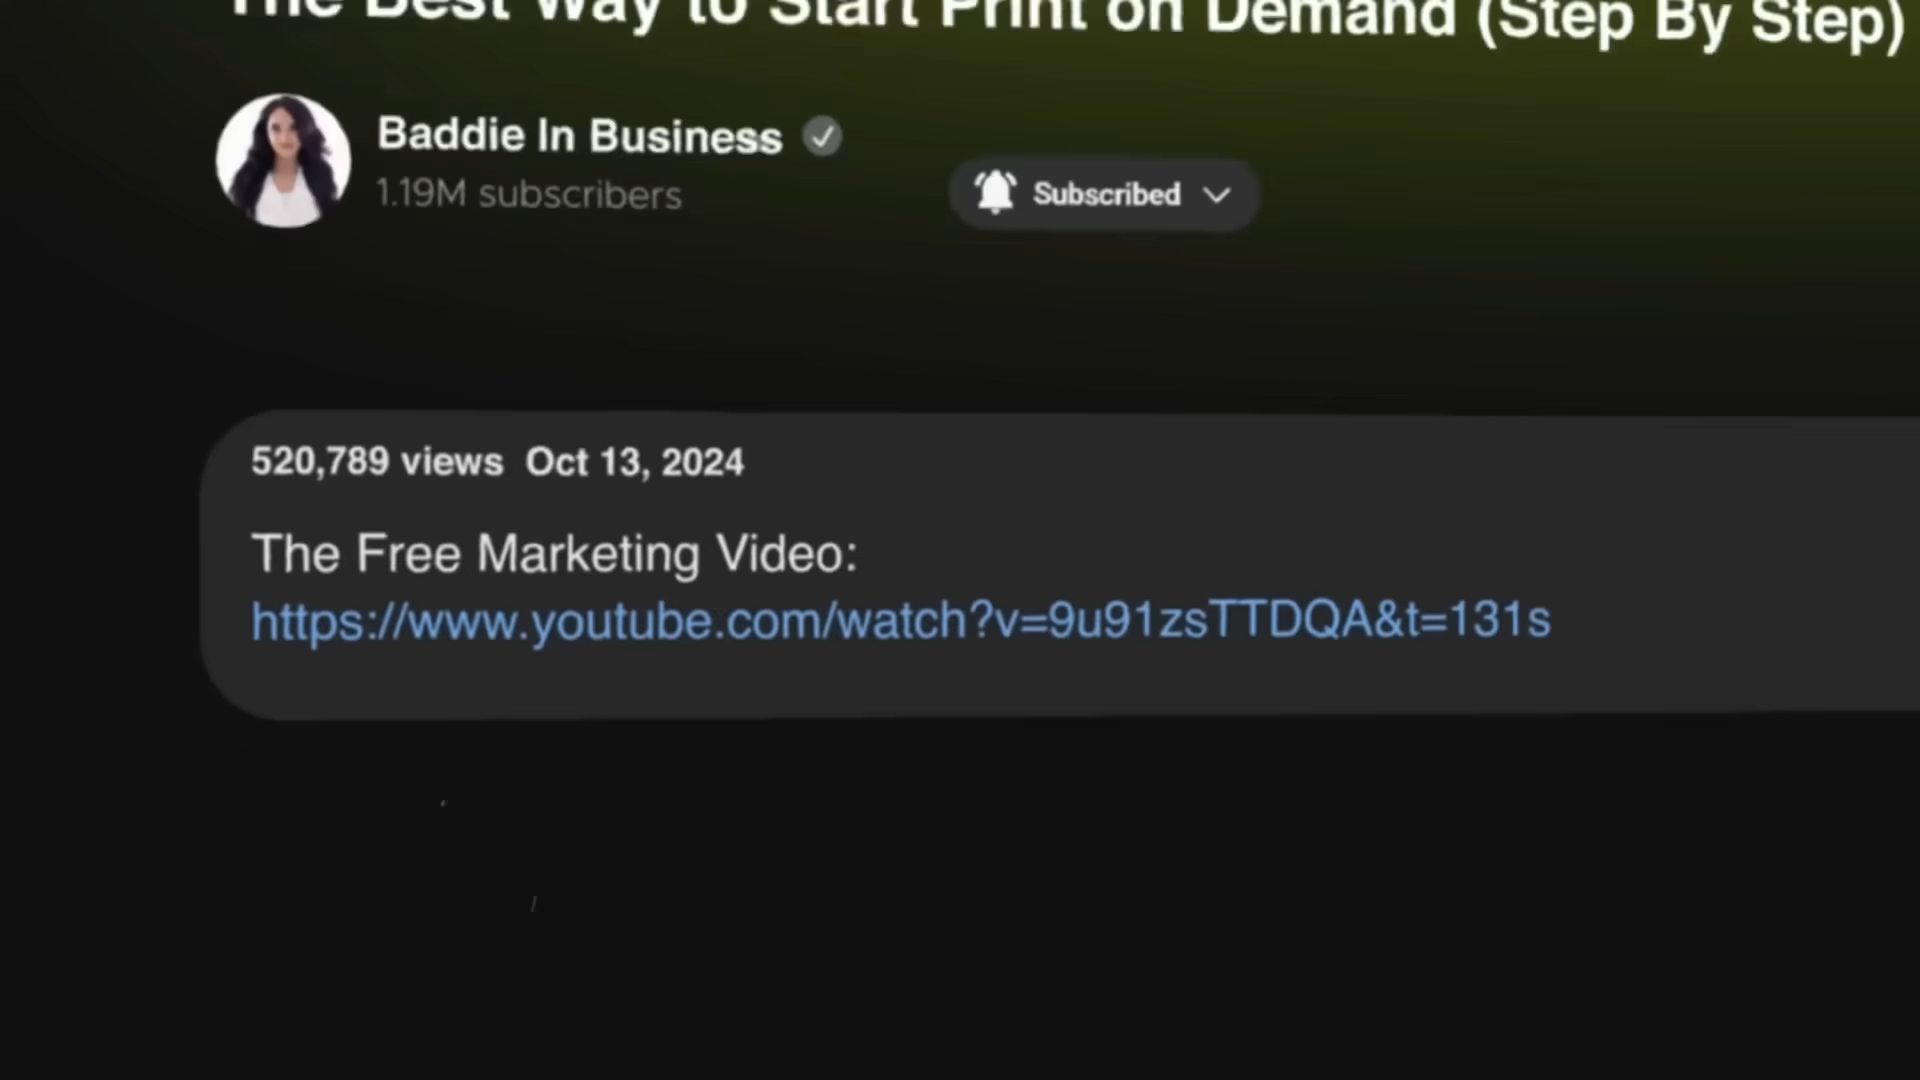 The Best Way to Start Print on Demand (Step By Step)
Baddie In Business
1.19M subscribers
Subscribed
520,789 views Oct 13, 2024
The Free Marketing Video:
https://www.youtube.com/watch?v=9u91zsTTDQA&t=131s